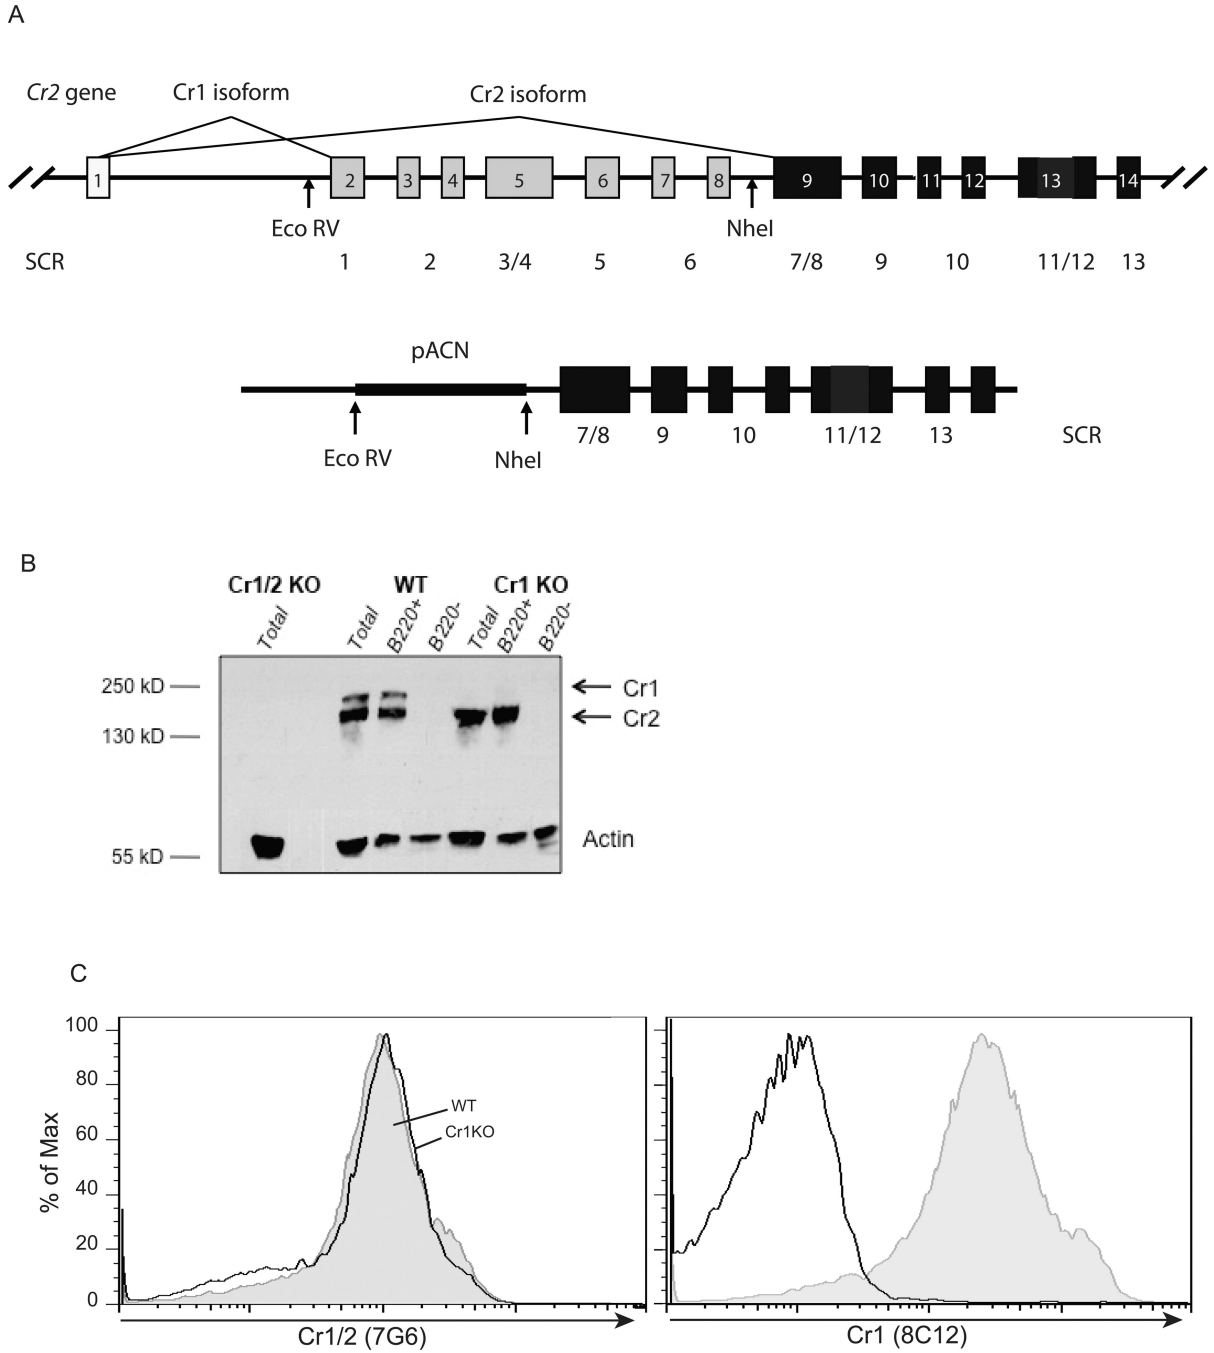 A
Cr2 gene
Cr1 isoform
Cr2 isoform
1 2 3 4 5 6 7 8 9 10 11 12 13 14
Eco RV
NheI
SCR 1 2 3/4 5 6 7/8 9 10 11/12 13
pACN
7/8 9 10 11/12 13 SCR
Eco RV
NheI
B
Cr1/2 KO WT Cr1 KO
Total Total B220+ B220- Total B220+ B220-
250 kD
Cr1
Cr2
130 kD
Actin
55 kD
C
100
80
60
40
20
0
% of Max
WT
Cr1KO
Cr1/2 (7G6)
Cr1 (8C12)